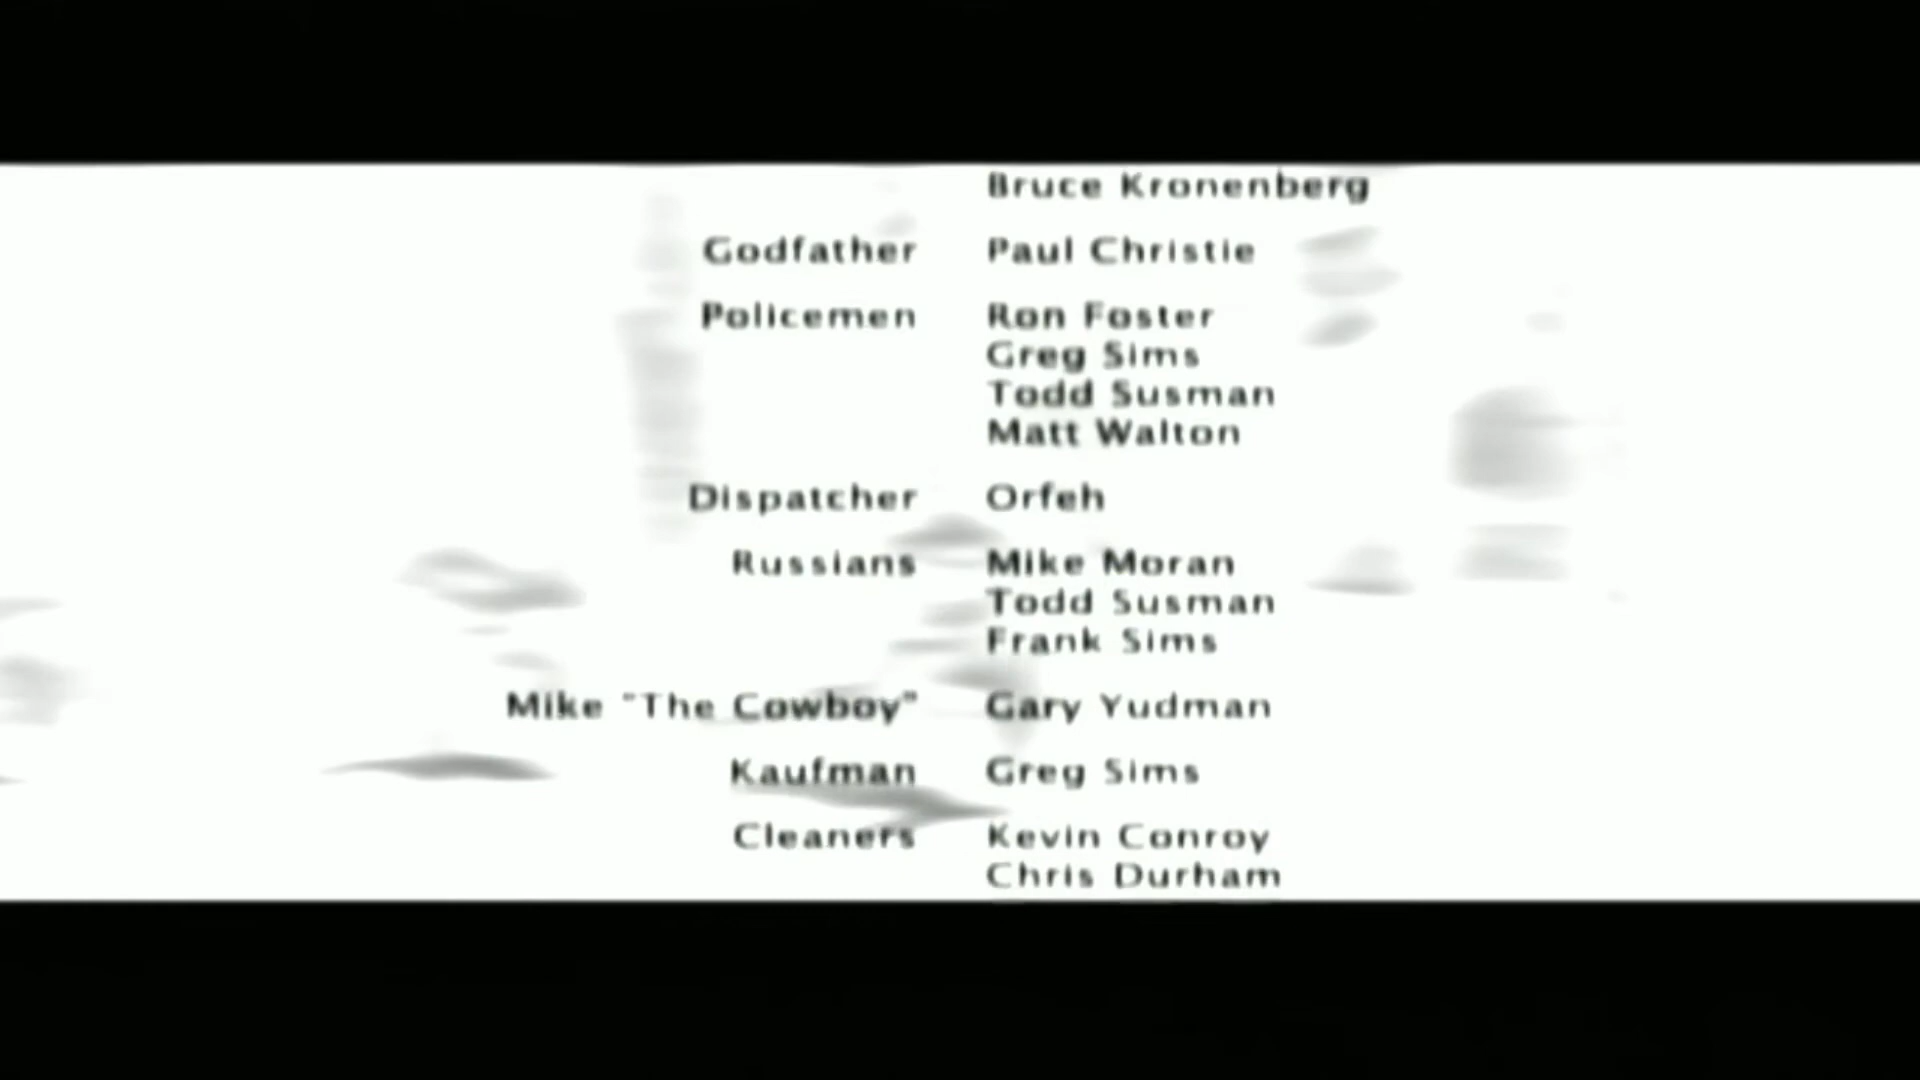 Bruce Kronenberg
Godfather Paul Christie
Policemen Ron Foster
Greg Sims
Todd Susman
Matt Walton
Dispatcher Orfeh
Russians Mike Moran
Todd Susman
Frank Sims
Mike "The Cowboy" Gary Yudman
Kaufman Greg Sims
Cleaners Kevin Conroy
Chris Durham